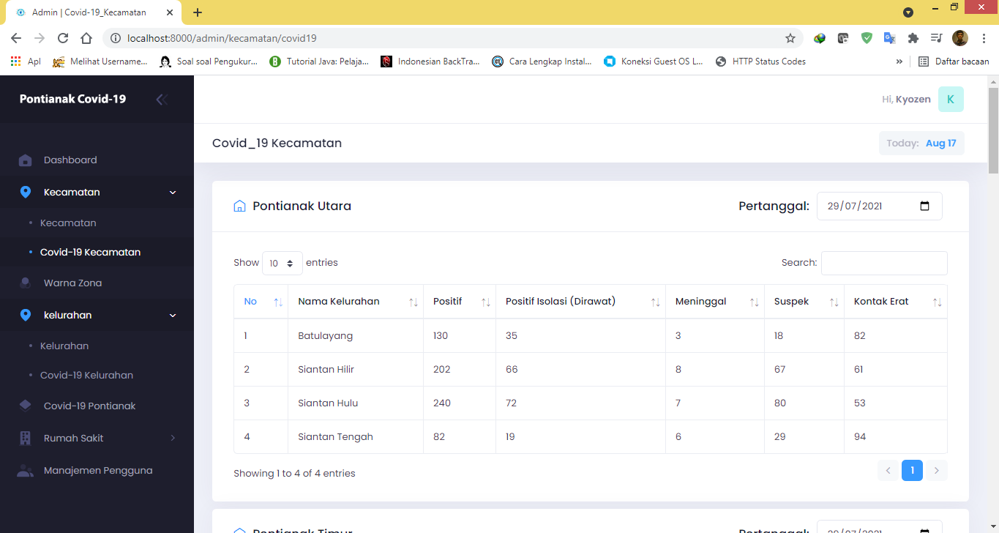 Admin | Covid-19_Kecamatan
localhost:8000/admin/kecamatan/covid19
Apl Melihat Username... Soal soal Pengukur... Tutorial Java: Pelaja... Indonesian BackTra... Cara Lengkap Instal... Koneksi Guest OS L... HTTP Status Codes » Daftar bacaan
Pontianak Covid-19
Hi, Kyozen K
Covid_19 Kecamatan
Today: Aug 17
Dashboard
Kecamatan
Kecamatan
Covid-19 Kecamatan
Warna Zona
kelurahan
Kelurahan
Covid-19 Kelurahan
Covid-19 Pontianak
Rumah Sakit
Manajemen Pengguna
Pontianak Utara
Pertanggal: 29/07/2021
Show 10 entries
Search:
No Nama Kelurahan Positif Positif Isolasi (Dirawat) Meninggal Suspek Kontak Erat
1 Batulayang 130 35 3 18 82
2 Siantan Hilir 202 66 8 67 61
3 Siantan Hulu 240 72 7 80 53
4 Siantan Tengah 82 19 6 29 94
Showing 1 to 4 of 4 entries
< 1 >
Pontianak Timur
Pertanggal: 29/07/2021